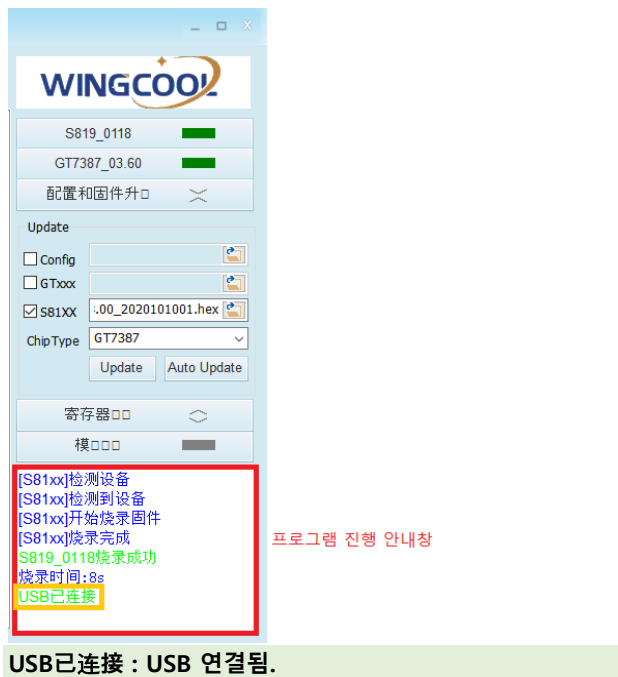 WINGCOOL
S819_0118
GT7387_03.60
配置和固件升□
Update
Config
GTxxx
S81XX :.00_2020101001.hex
ChipType GT7387
Update Auto Update
寄存器□□
模□□□
[S81xx]检测设备
[S81xx]检测到设备
[S81xx]开始烧录固件
[S81xx]烧录完成
프로그램 진행 안내창
S819_0118烧录成功
烧录时间:8s
USB已连接
USB已连接 : USB 연결됨.